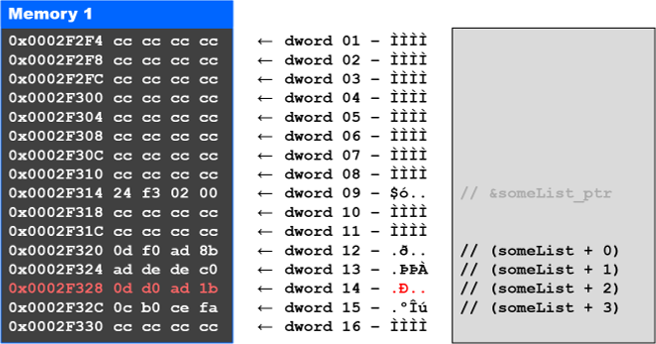 Memory 1
0x0002F2F4 cc cc cc cc ← dword 01 - ÌÌÌÌ
0x0002F2F8 cc cc cc cc ← dword 02 - ÌÌÌÌ
0x0002F2FC cc cc cc cc ← dword 03 - ÌÌÌÌ
0x0002F300 cc cc cc cc ← dword 04 - ÌÌÌÌ
0x0002F304 cc cc cc cc ← dword 05 - ÌÌÌÌ
0x0002F308 cc cc cc cc ← dword 06 - ÌÌÌÌ
0x0002F30C cc cc cc cc ← dword 07 - ÌÌÌÌ
0x0002F310 cc cc cc cc ← dword 08 - ÌÌÌÌ
0x0002F314 24 f3 02 00 ← dword 09 - $ó.. // &someList_ptr
0x0002F318 cc cc cc cc ← dword 10 - ÌÌÌÌ
0x0002F31C cc cc cc cc ← dword 11 - ÌÌÌÌ
0x0002F320 0d f0 ad 8b ← dword 12 - .ð.. // (someList + 0)
0x0002F324 ad de de c0 ← dword 13 - .ÞÞÀ // (someList + 1)
0x0002F328 0d d0 ad 1b ← dword 14 - .Ð.. // (someList + 2)
0x0002F32C 0c b0 ce fa ← dword 15 - .°Îú // (someList + 3)
0x0002F330 cc cc cc cc ← dword 16 - ÌÌÌÌ